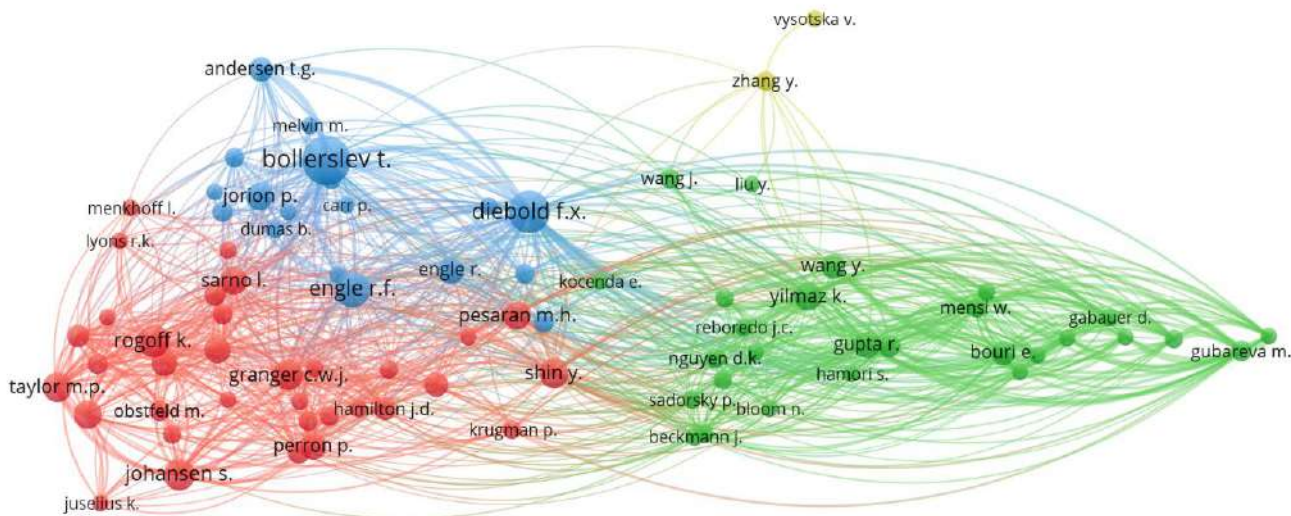 vysotska v.
andersen t.g.
zhang y.
melvin m.
bollerslev t.
wang j.
liu y.
jorion p.
carr p.
menkhoff l.
diebold f.x.
dumas b.
lyons r.k.
sarno l.
engle r.
kocenda e.
wang y.
engle r.f.
yilmaz k.
mensi w.
pesaran m.h.
gabauer d.
reboredo j.c.
rogoff k.
gupta r.
bouri e.
gubareva m.
nguyen d.k.
granger c.w.j.
shin y.
hamori s.
taylor m.p.
sadorsky p.
obstfeld m.
hamilton j.d.
bloom n.
krugman p.
beckmann j.
perron p.
johansen s.
juselius k.